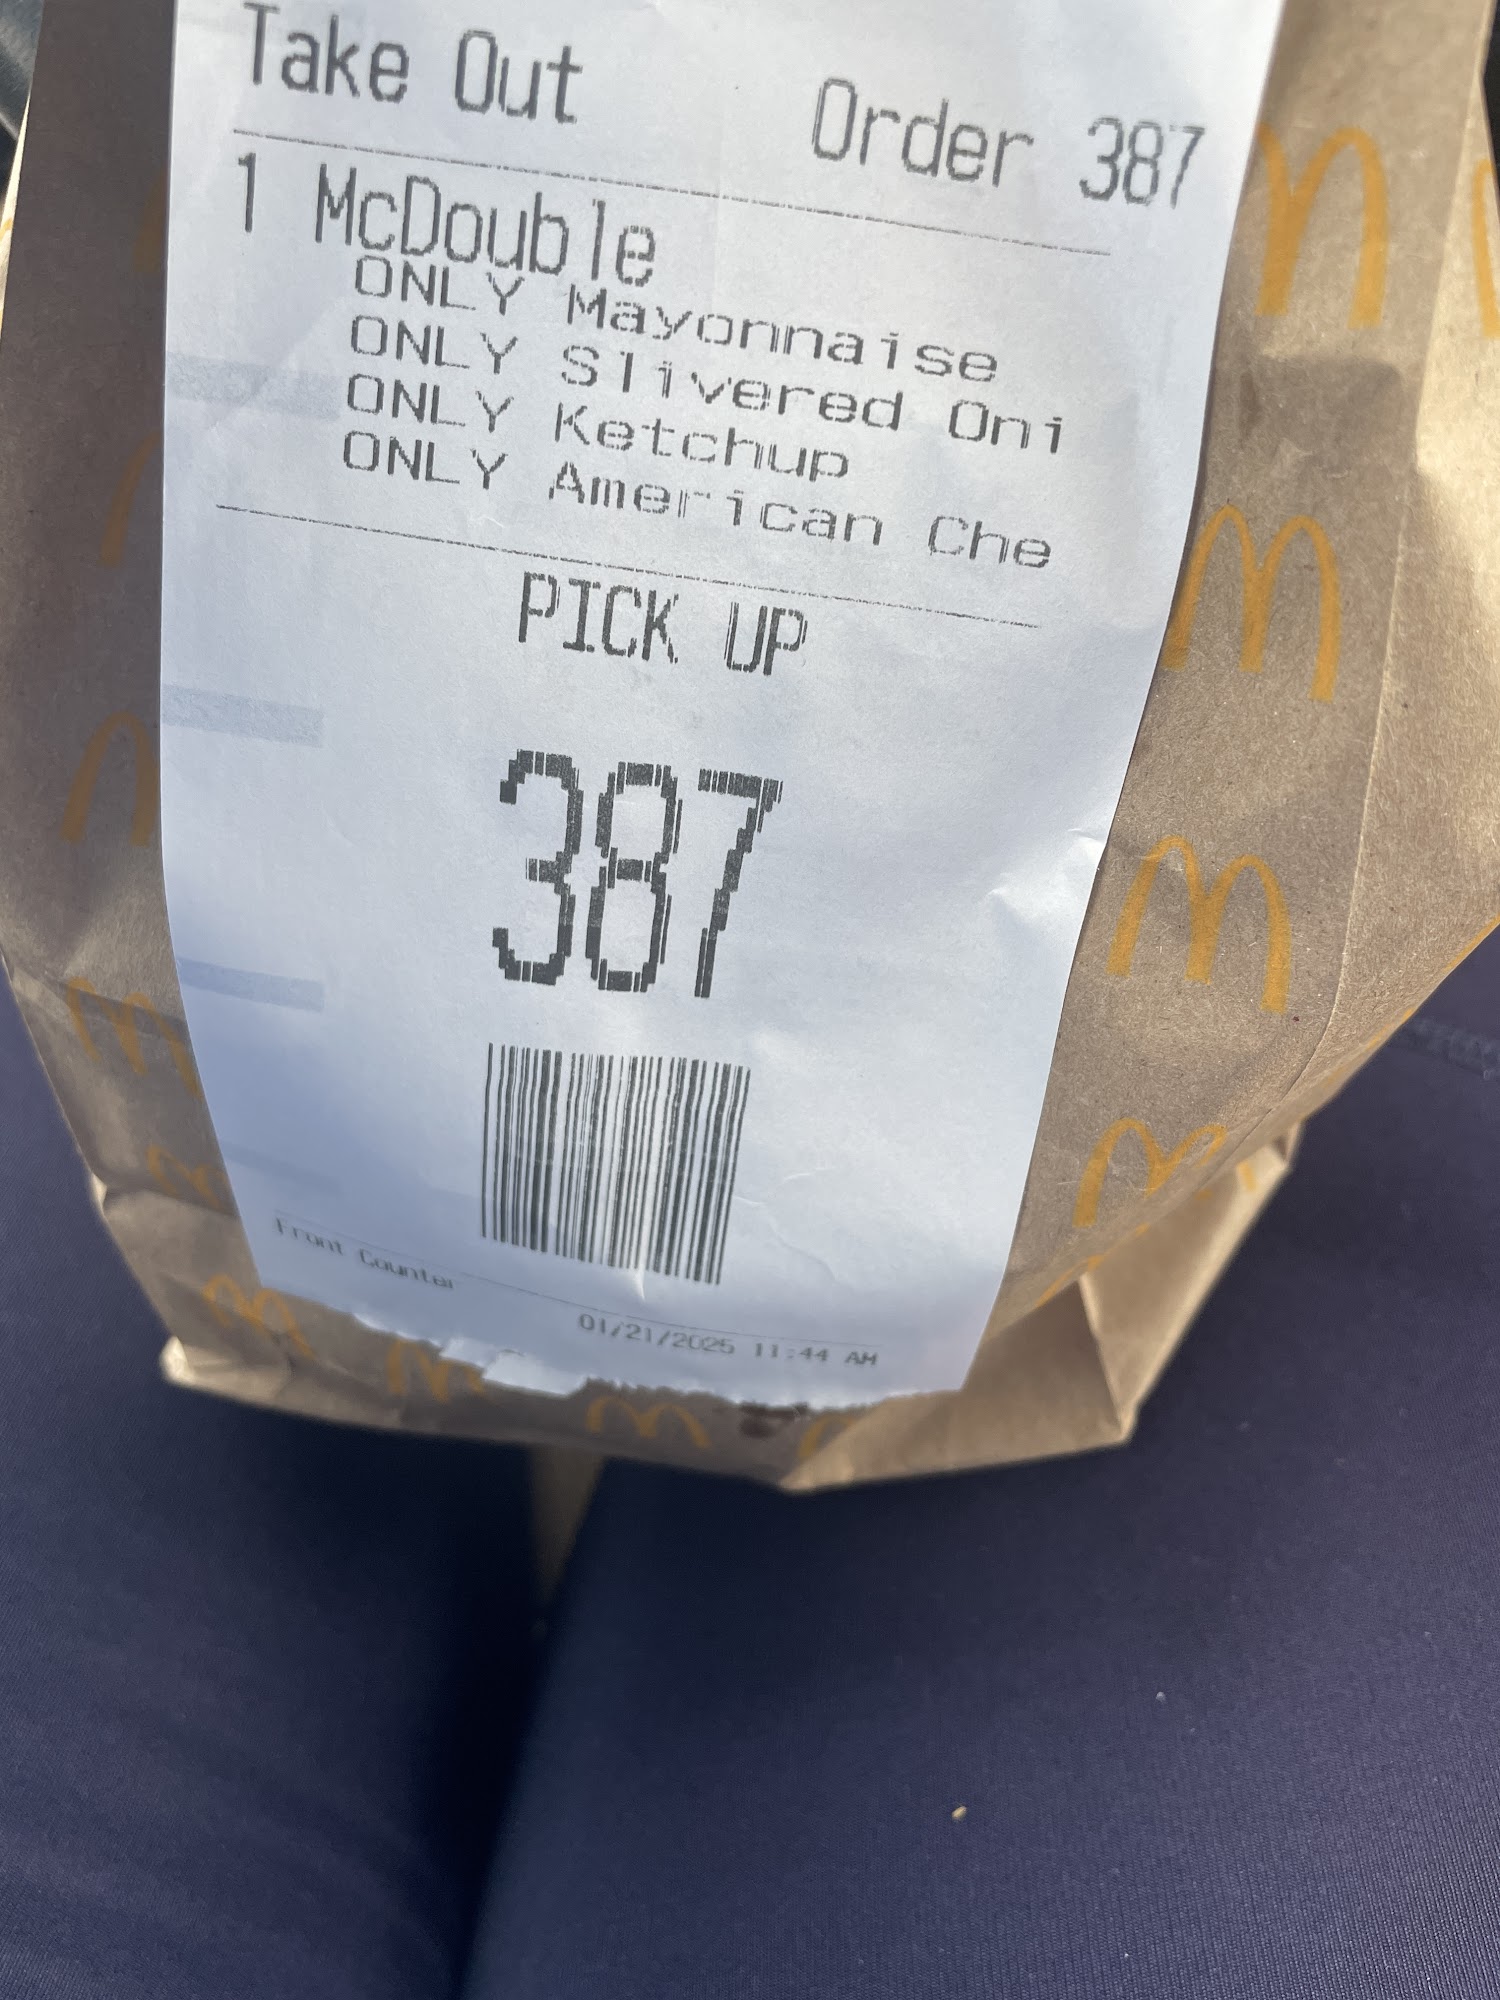 Take Out Order 387
1 McDouble
ONLY Mayonnaise
ONLY Slivered Oni
ONLY Ketchup
ONLY American Che
PICK UP
387
Front Counter
01/21/2025 11:44 AM